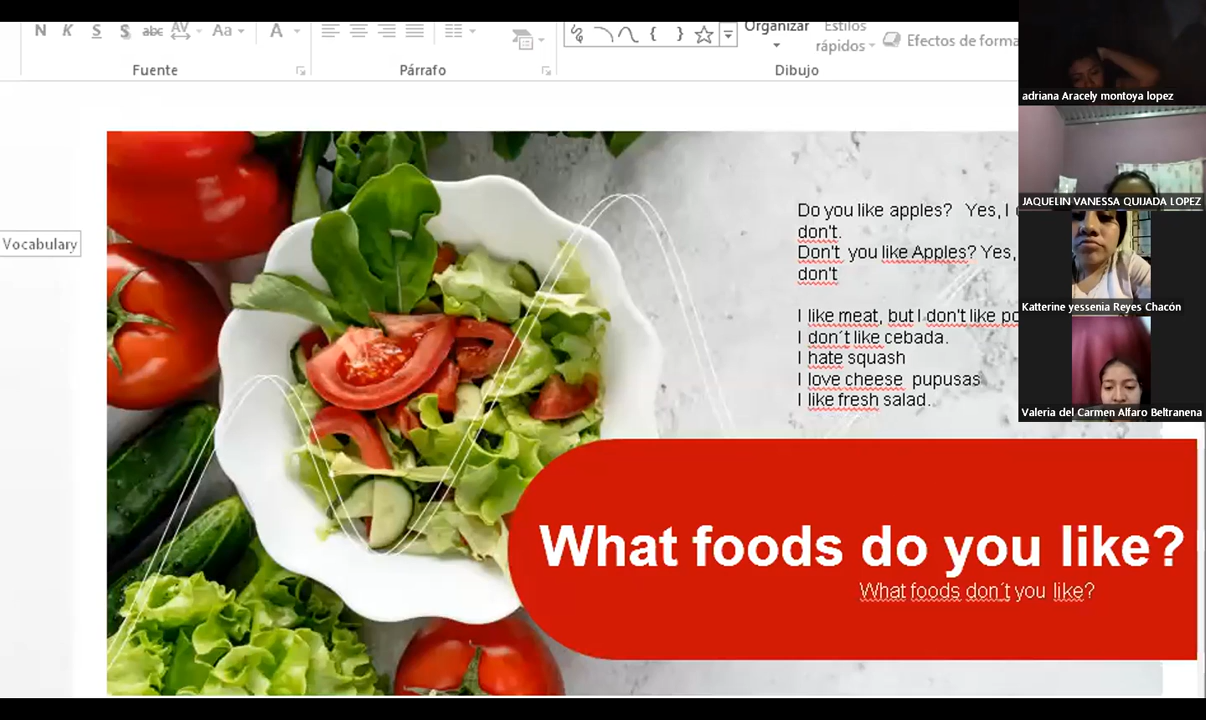 N K S S abc AV Aa A
Organizar
Estilos
rápidos
Efectos de forma
Fuente
Párrafo
Dibujo
adriana Aracely montoya lopez
JAQUELIN VANESSA QUIJADA LOPEZ
Katterine yessenia Reyes Chacón
Valeria del Carmen Alfaro Beltranena
Vocabulary
Do you like apples? Yes, I
don't.
Don't you like Apples? Yes,
don't
I like meat, but I don't like
I don´t like cebada.
I hate squash
I love cheese pupusas
I like fresh salad.
What foods do you like?
What foods don´t you like?